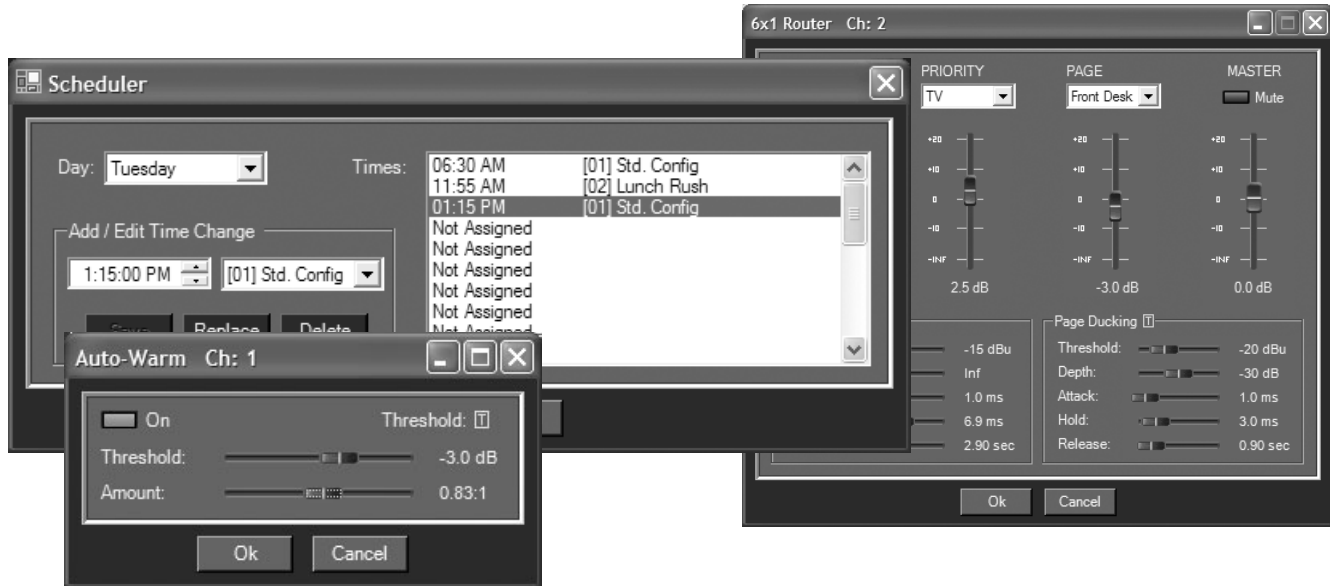 6x1 Router Ch: 2
PRIORITY PAGE MASTER
TV Front Desk Mute
+20 +20 +20
+10 +10 +10
0 0 0
-10 -10 -10
-INF -INF -INF
2.5 dB -3.0 dB 0.0 dB
-15 dBu
Inf
1.0 ms
6.9 ms
2.90 sec
Page Ducking T
Threshold: -20 dBu
Depth: -30 dB
Attack: 1.0 ms
Hold: 3.0 ms
Release: 0.90 sec
Ok Cancel
Scheduler
Day: Tuesday
Times:
06:30 AM [01] Std. Config
11:55 AM [02] Lunch Rush
01:15 PM [01] Std. Config
Not Assigned
Not Assigned
Not Assigned
Not Assigned
Not Assigned
Not Assigned
Add / Edit Time Change
1:15:00 PM [01] Std. Config
Save Replace Delete
Auto-Warm Ch: 1
On Threshold: T
Threshold: -3.0 dB
Amount: 0.83:1
Ok Cancel